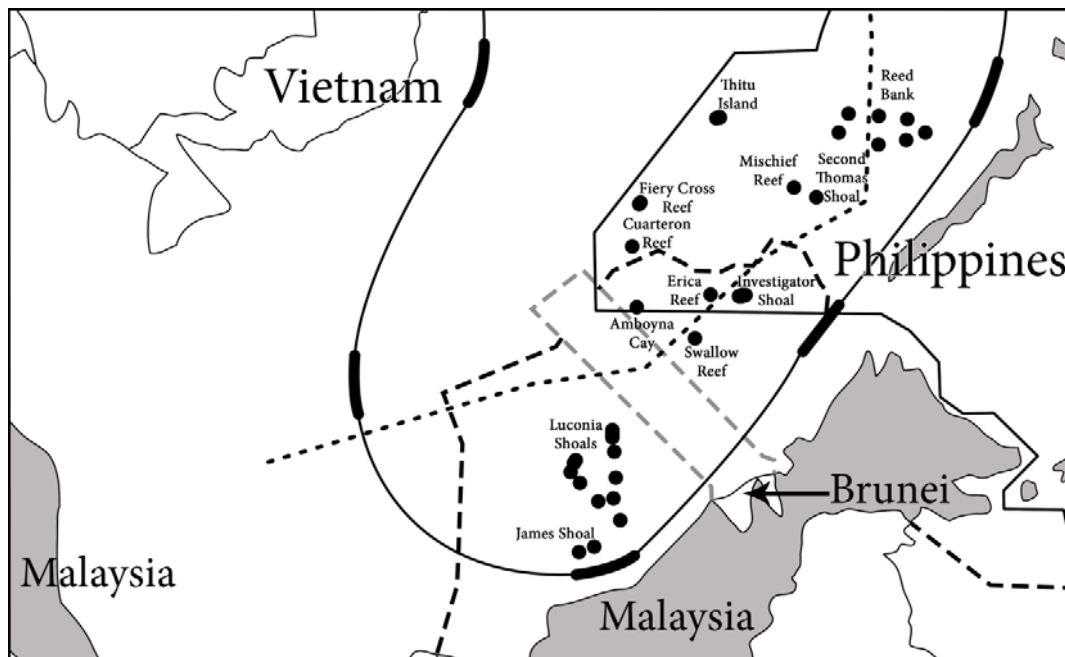 Vietnam
Thitu
Island
Reed
Bank
Mischief
Reef
Second
Thomas
Shoal
Fiery Cross
Reef
Cuarteron
Reef
Philippines
Erica
Reef
Investigator
Shoal
Amboyna
Cay
Swallow
Reef
Luconia
Shoals
Brunei
James Shoal
Malaysia
Malaysia